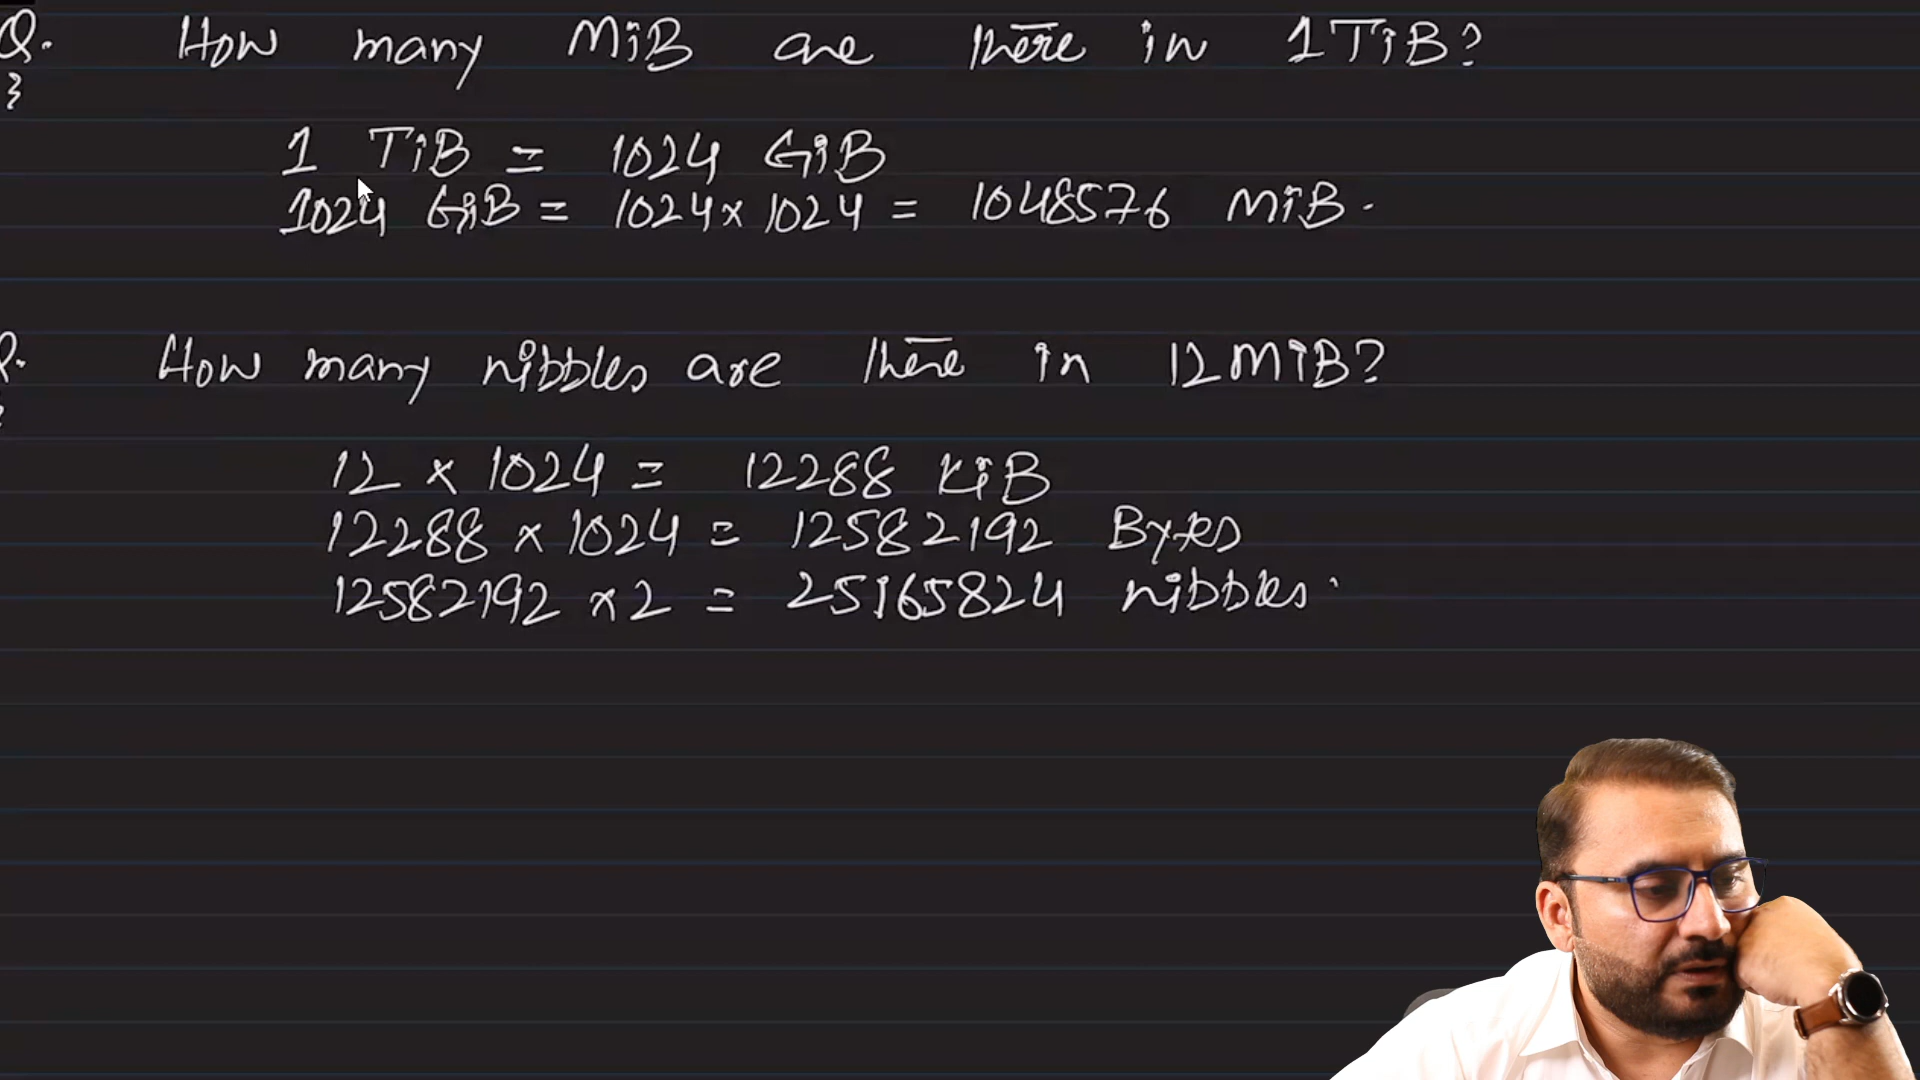 Q. How many MiB are there in 1TiB?
1 TiB = 1024 GiB
1024 GiB = 1024 x 1024 = 1048576 MiB.
Q. How many nibbles are there in 12MiB?
12 x 1024 = 12288 KiB
12288 x 1024 = 12582192 Bytes
12582192 x 2 = 25165824 nibbles.